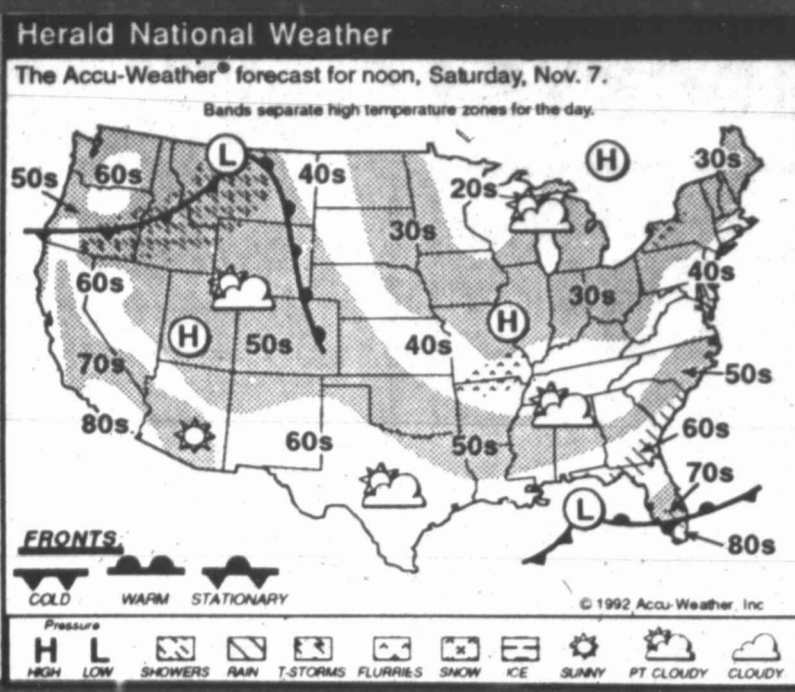 Herald National Weather
The Accu-Weather® forecast for noon, Saturday, Nov. 7.
Bands separate high temperature zones for the day.
L
H
50s 60s 40s 20s 30s
30s
60s 30s 40s
H H
50s 40s
70s 50s
80s 60s 50s 60s
70s
L
80s
FRONTS
COLD WARM STATIONARY
© 1992 Accu-Weather, Inc
Pressure
H L
HIGH LOW SHOWERS RAIN T-STORMS FLURRIES SNOW ICE SUNNY PT CLOUDY CLOUDY